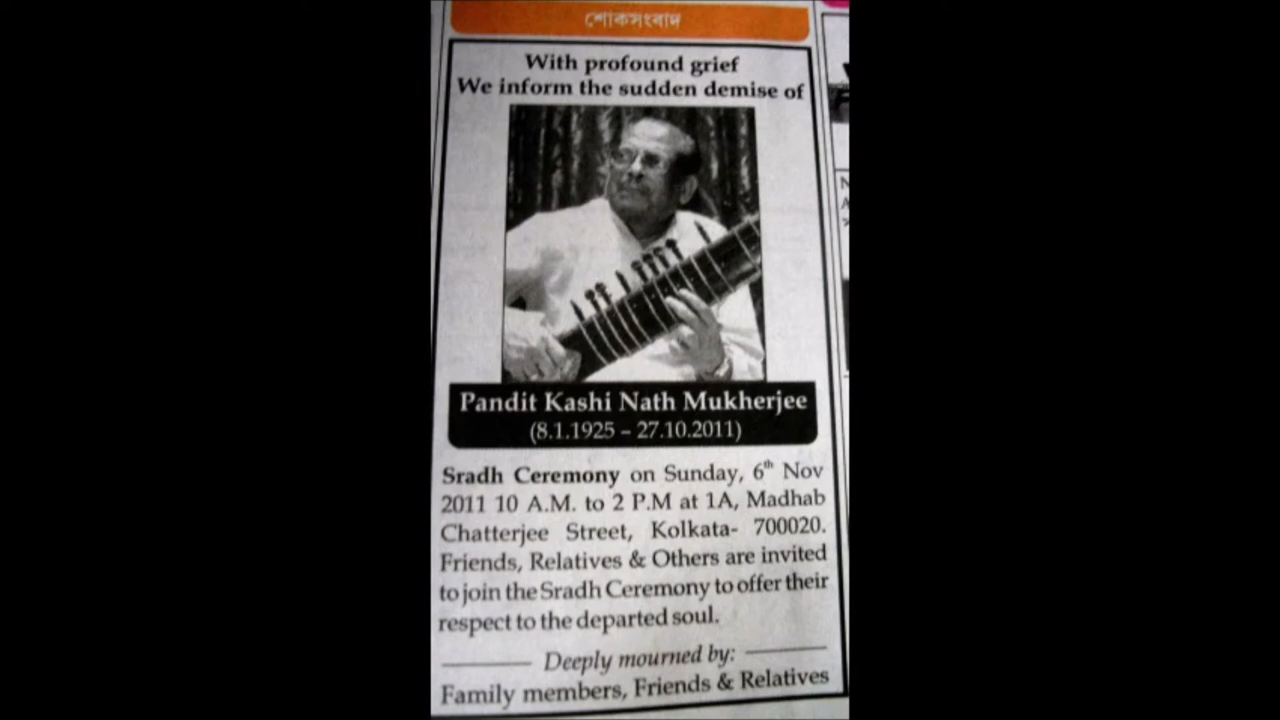 শোকসংবাদ
With profound grief
We inform the sudden demise of
Pandit Kashi Nath Mukherjee
(8.1.1925 – 27.10.2011)
Sradh Ceremony on Sunday, 6th Nov
2011 10 A.M. to 2 P.M at 1A, Madhab
Chatterjee Street, Kolkata- 700020.
Friends, Relatives & Others are invited
to join the Sradh Ceremony to offer their
respect to the departed soul.
Deeply mourned by:
Family members, Friends & Relatives